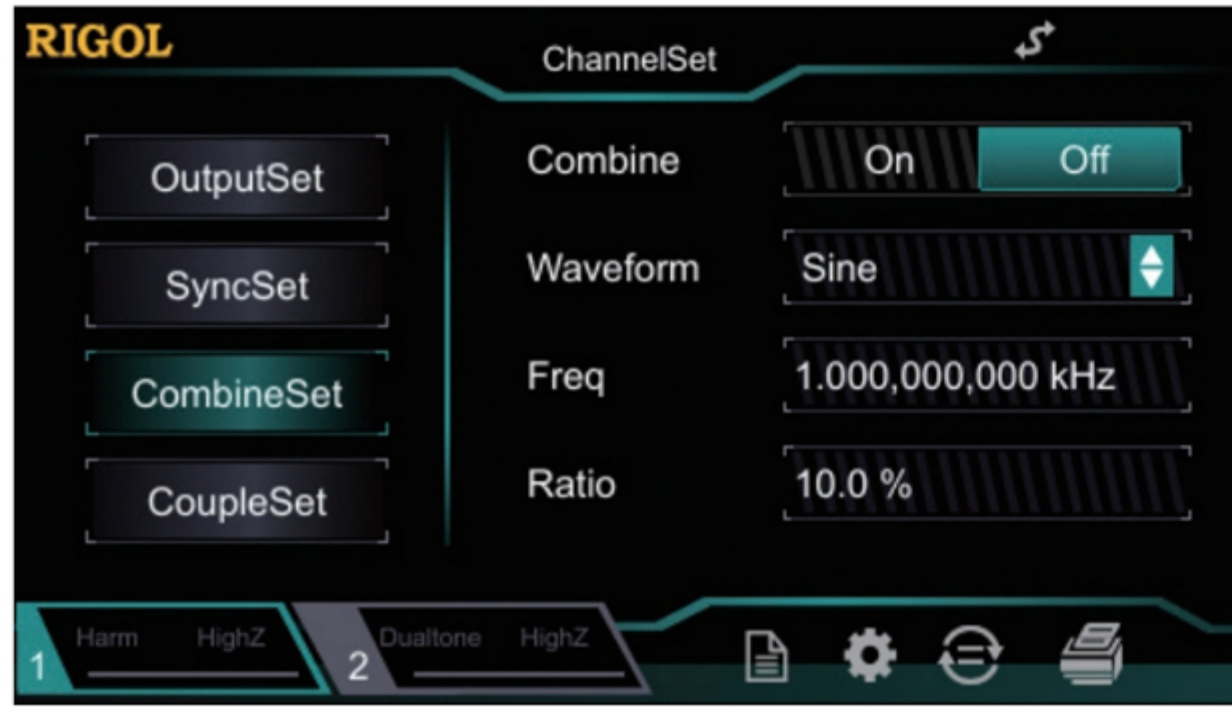 RIGOL
ChannelSet
OutputSet
SyncSet
CombineSet
CoupleSet
Combine On Off
Waveform Sine
Freq 1.000,000,000 kHz
Ratio 10.0 %
1 Harm HighZ
2 Dualtone HighZ